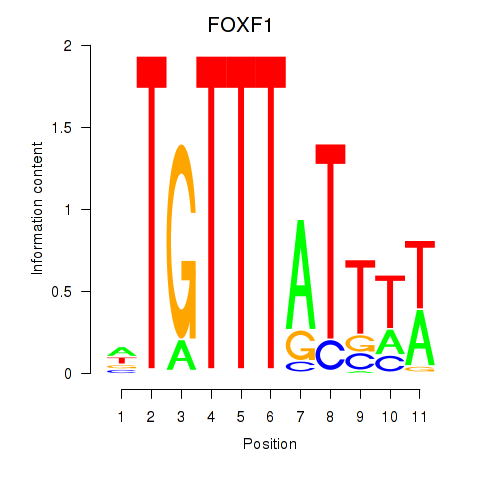 FOXF1
2
1.5
1
0.5
0
Information content
A T G T T T A T T T T
T A G C G A A
G C C C C G
C A
1 2 3 4 5 6 7 8 9 10 11
Position